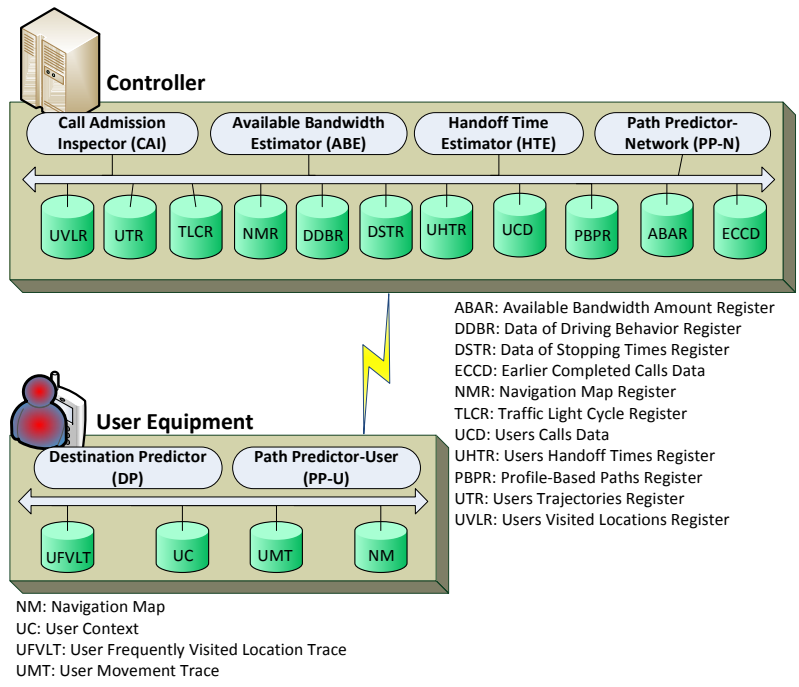 Controller
Call Admission
Inspector (CAI)
Available Bandwidth
Estimator (ABE)
Handoff Time
Estimator (HTE)
Path Predictor-
Network (PP-N)
UVLR
UTR
TLCR
NMR
DDBR
DSTR
UHTR
UCD
PBPR
ABAR
ECCD
ABAR: Available Bandwidth Amount Register
DDBR: Data of Driving Behavior Register
DSTR: Data of Stopping Times Register
ECCD: Earlier Completed Calls Data
NMR: Navigation Map Register
TLCR: Traffic Light Cycle Register
UCD: Users Calls Data
UHTR: Users Handoff Times Register
PBPR: Profile-Based Paths Register
UTR: Users Trajectories Register
UVLR: Users Visited Locations Register
User Equipment
Destination Predictor
(DP)
Path Predictor-User
(PP-U)
UFVLT
UC
UMT
NM
NM: Navigation Map
UC: User Context
UFVLT: User Frequently Visited Location Trace
UMT: User Movement Trace